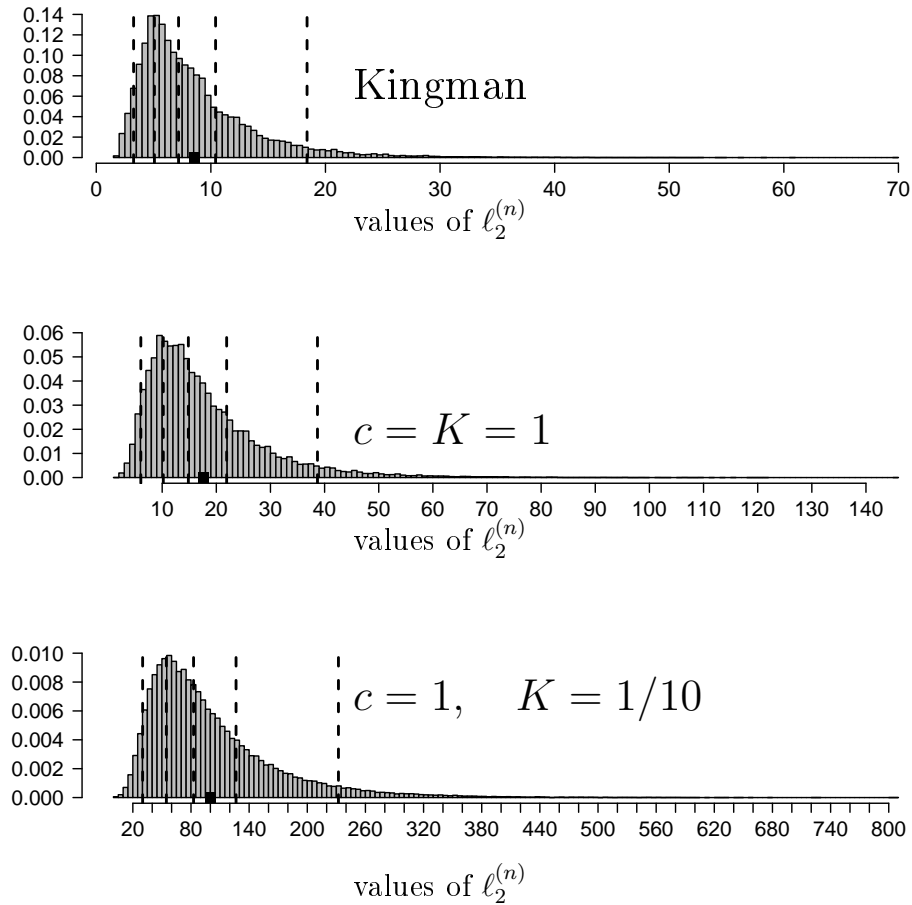 0.14
0.12
0.10
0.08
0.06
0.04
0.02
0.00
Kingman
0 10 20 30 40 50 60 70
values of ℓ₂⁽ⁿ⁾
0.06
0.05
0.04
0.03
0.02
0.01
0.00
c = K = 1
10 20 30 40 50 60 70 80 90 100 110 120 130 140
values of ℓ₂⁽ⁿ⁾
0.010
0.008
0.006
0.004
0.002
0.000
c = 1, K = 1/10
20 80 140 200 260 320 380 440 500 560 620 680 740 800
values of ℓ₂⁽ⁿ⁾